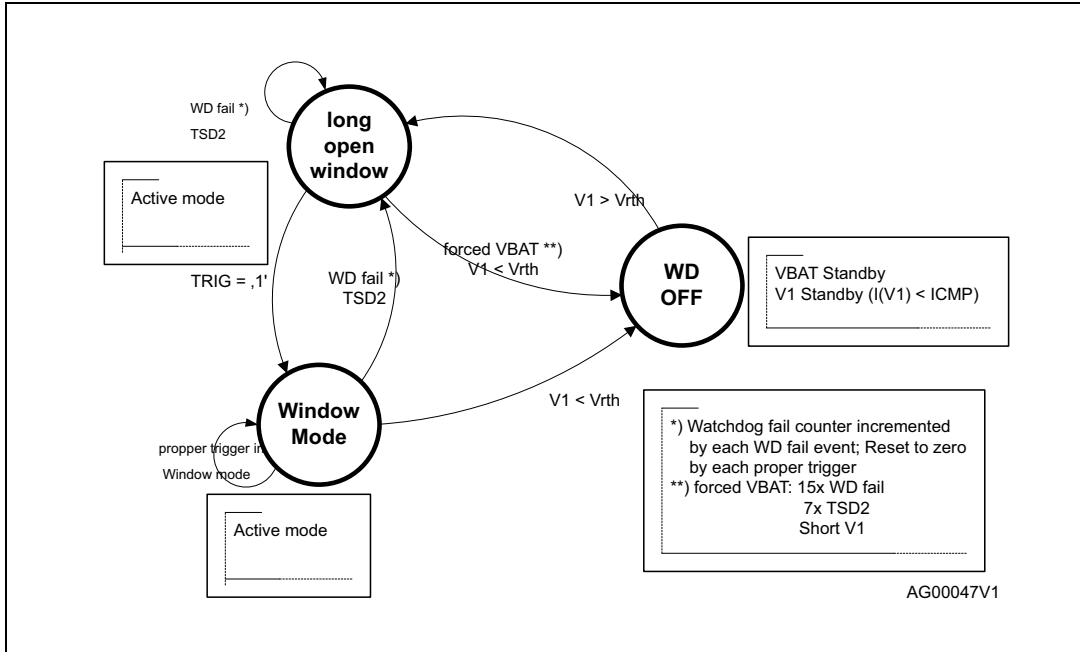 WD fail *)
TSD2
long
open
window
Active mode
TRIG = ‚1'
WD fail *)
TSD2
forced VBAT **)
V1 < Vrth
V1 > Vrth
WD
OFF
VBAT Standby
V1 Standby (I(V1) < ICMP)
Window
Mode
V1 < Vrth
propper trigger in
Window mode
Active mode
*) Watchdog fail counter incremented
by each WD fail event; Reset to zero
by each proper trigger
**) forced VBAT: 15x WD fail
7x TSD2
Short V1
AG00047V1